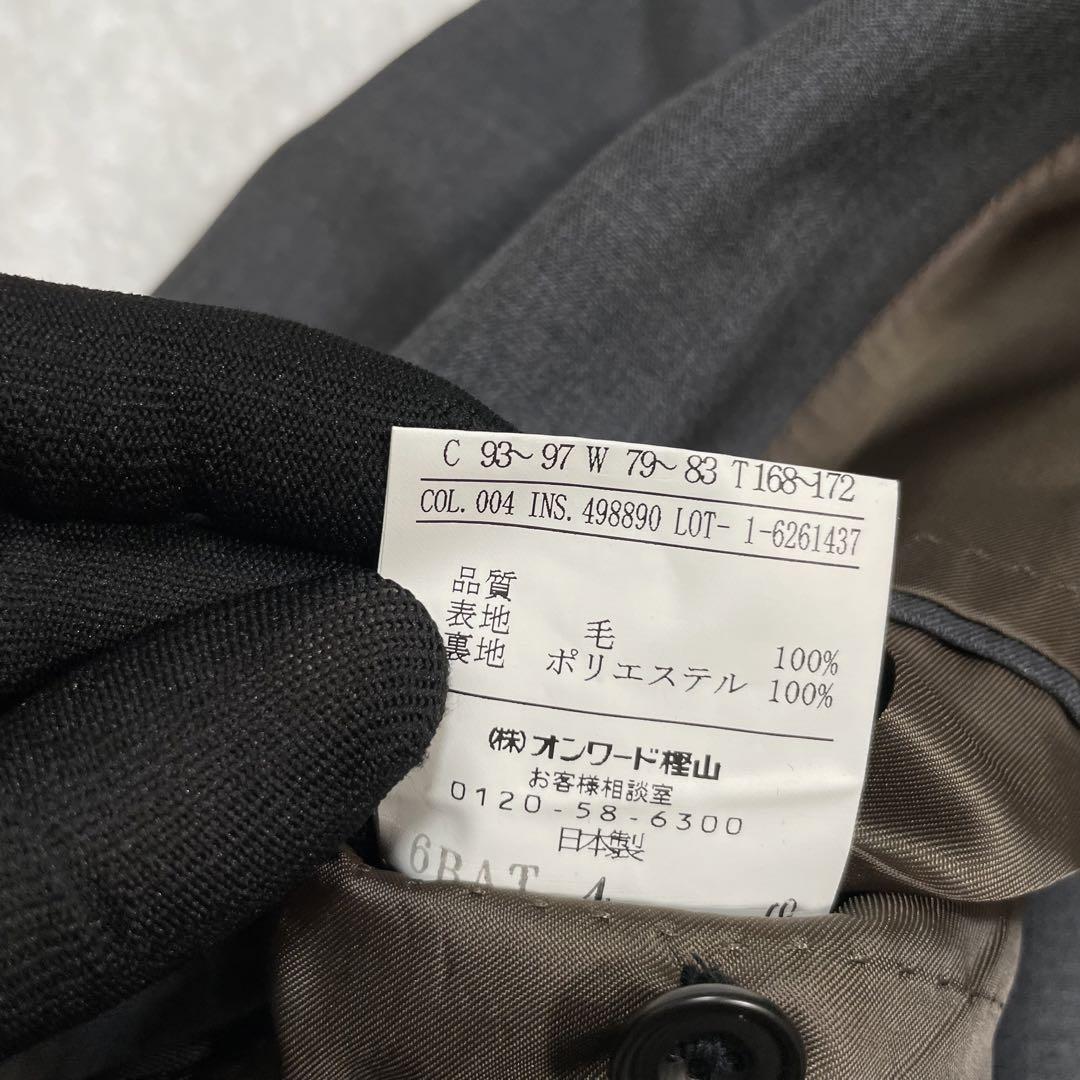 C 93~97 W 79~83 T168~172
COL. 004 INS. 498890 LOT- 1-6261437
品質
表地 毛 100%
裏地 ポリエステル 100%
(株)オンワード樫山
お客様相談室
0120-58-6300
日本製
6BAT 4